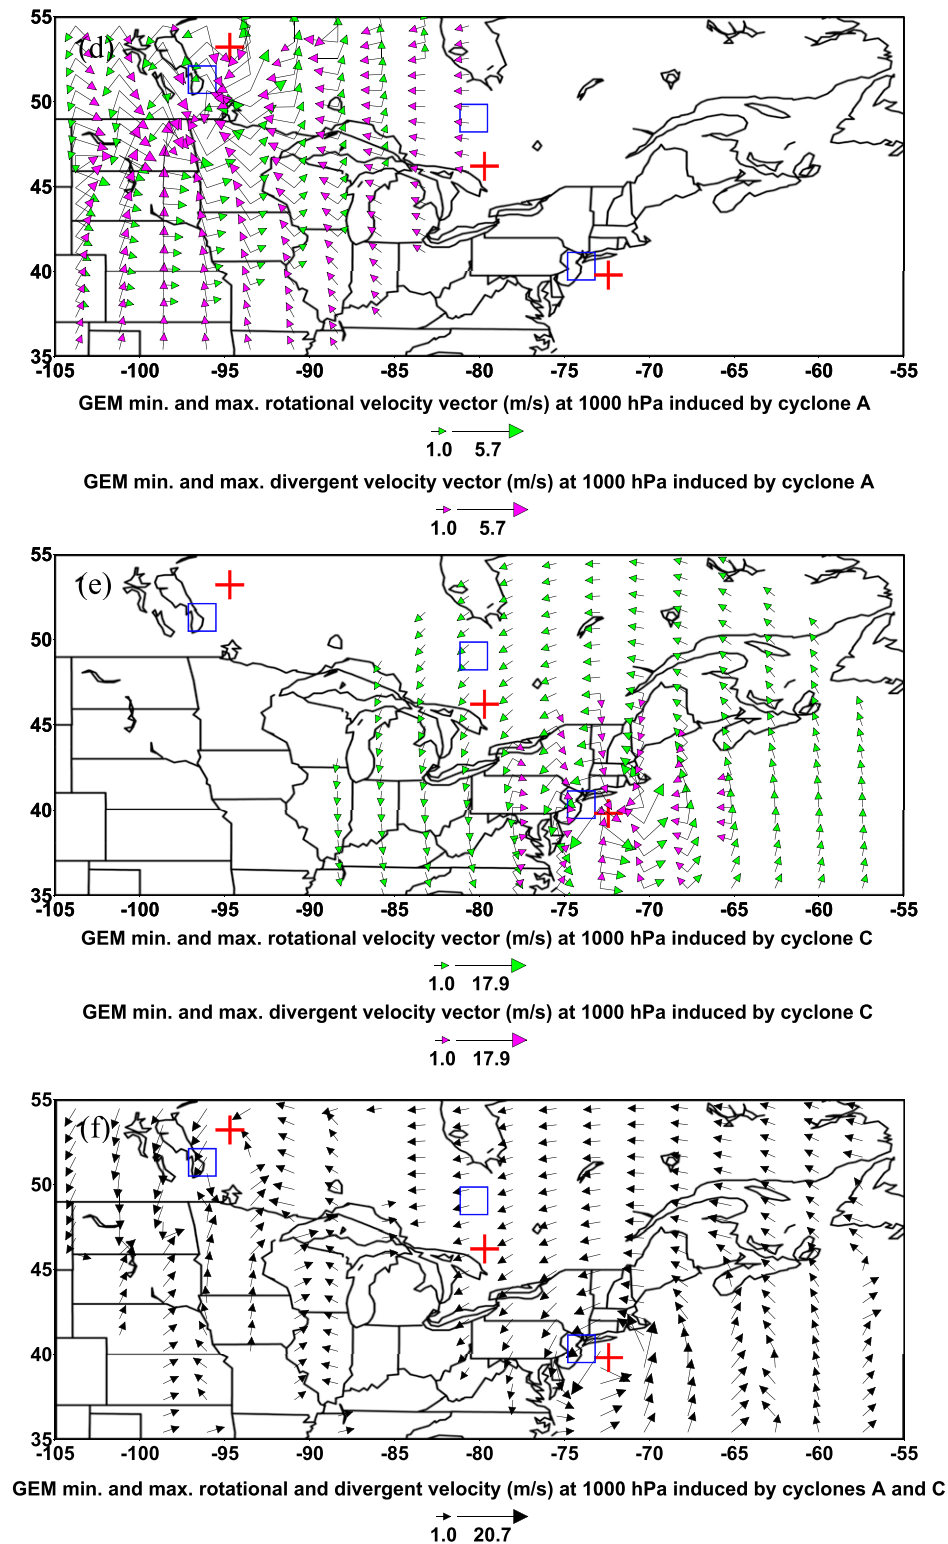 55
(d)
50
45
40
35
-105 -100 -95 -90 -85 -80 -75 -70 -65 -60 -55
GEM min. and max. rotational velocity vector (m/s) at 1000 hPa induced by cyclone A
1.0 5.7
GEM min. and max. divergent velocity vector (m/s) at 1000 hPa induced by cyclone A
1.0 5.7
55
(e)
50
45
40
35
-105 -100 -95 -90 -85 -80 -75 -70 -65 -60 -55
GEM min. and max. rotational velocity vector (m/s) at 1000 hPa induced by cyclone C
1.0 17.9
GEM min. and max. divergent velocity vector (m/s) at 1000 hPa induced by cyclone C
1.0 17.9
55
(f)
50
45
40
35
-105 -100 -95 -90 -85 -80 -75 -70 -65 -60 -55
GEM min. and max. rotational and divergent velocity (m/s) at 1000 hPa induced by cyclones A and C
1.0 20.7